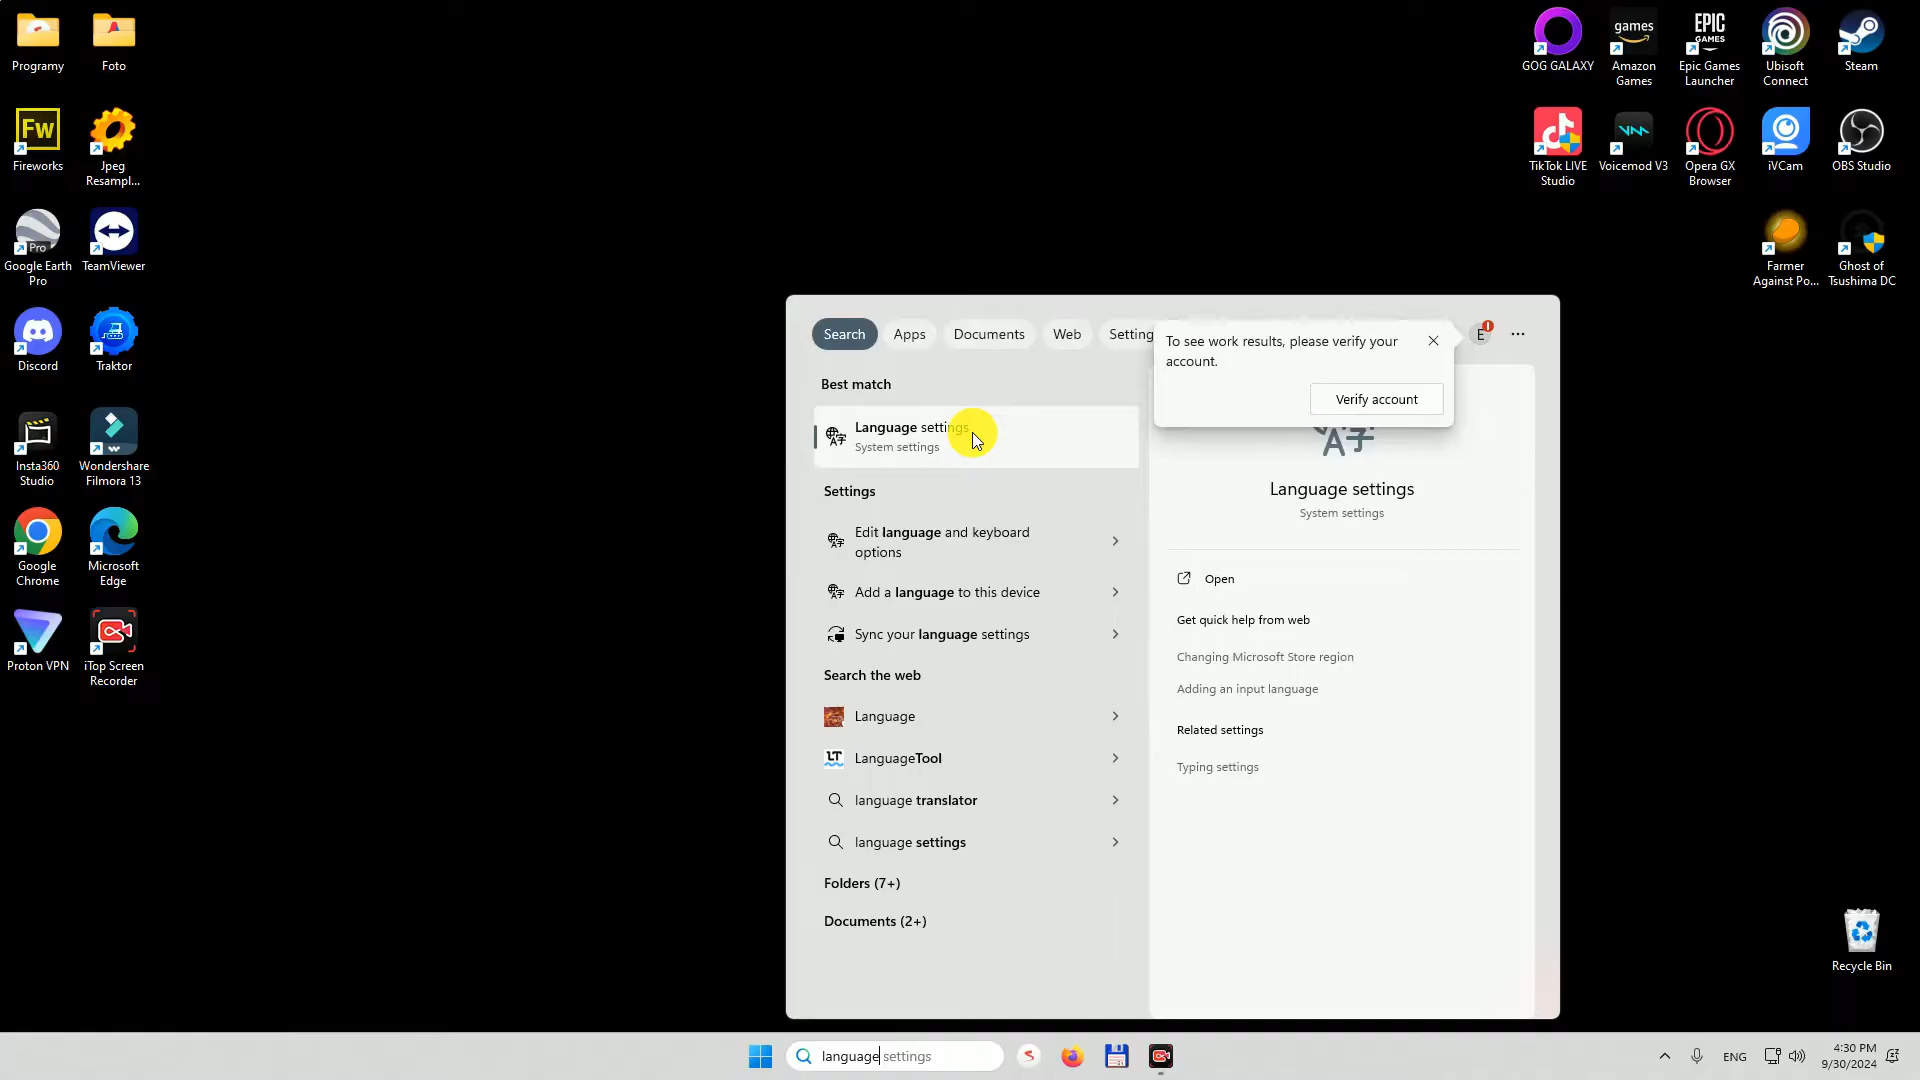 Programy
Foto
Fw
Fireworks
Jpeg
Resampl...
Pro
Google Earth
Pro
TeamViewer
Discord
Traktor
Insta360
Studio
Wondershare
Filmora 13
Google
Chrome
Microsoft
Edge
Proton VPN
iTop Screen
Recorder
GOG GALAXY
games
Amazon
Games
EPIC
GAMES
Epic Games
Launcher
Ubisoft
Connect
Steam
TikTok LIVE
Studio
Voicemod V3
Opera GX
Browser
iVCam
OBS Studio
Farmer
Against Po...
Ghost of
Tsushima DC
Search
Apps
Documents
Web
Setting
E
To see work results, please verify your
account.
Verify account
Best match
Language settings
System settings
Settings
Edit language and keyboard
options
Add a language to this device
Sync your language settings
Search the web
Language
LT
LanguageTool
language translator
language settings
Folders (7+)
Documents (2+)
A字
Language settings
System settings
Open
Get quick help from web
Changing Microsoft Store region
Adding an input language
Related settings
Typing settings
Recycle Bin
language settings
S
ENG
4:30 PM
9/30/2024